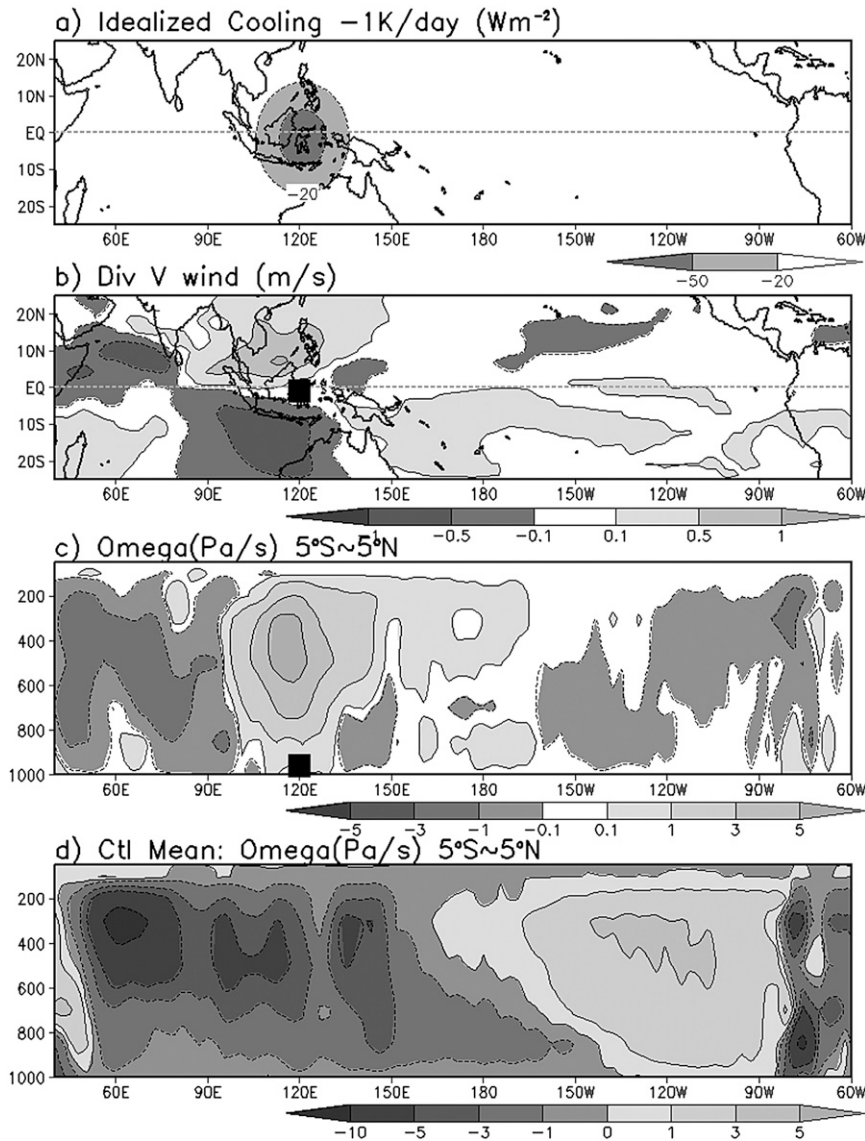 a) Idealized Cooling -1K/day (Wm⁻²)
20N
10N
EQ
10S
20S
-20
60E 90E 120E 150E 180 150W 120W 90W 60W
-50 -20
b) Div V wind (m/s)
20N
10N
EQ
10S
20S
60E 90E 120E 150E 180 150W 120W 90W 60W
-1 -0.5 -0.1 0.1 0.5 1
c) Omega(Pa/s) 5°S~5°N
200
400
600
800
1000
60E 90E 120E 150E 180 150W 120W 90W 60W
-5 -3 -1 -0.1 0.1 1 3 5
d) Ctl Mean: Omega(Pa/s) 5°S~5°N
200
400
600
800
1000
60E 90E 120E 150E 180 150W 120W 90W 60W
-10 -5 -3 -1 0 1 3 5